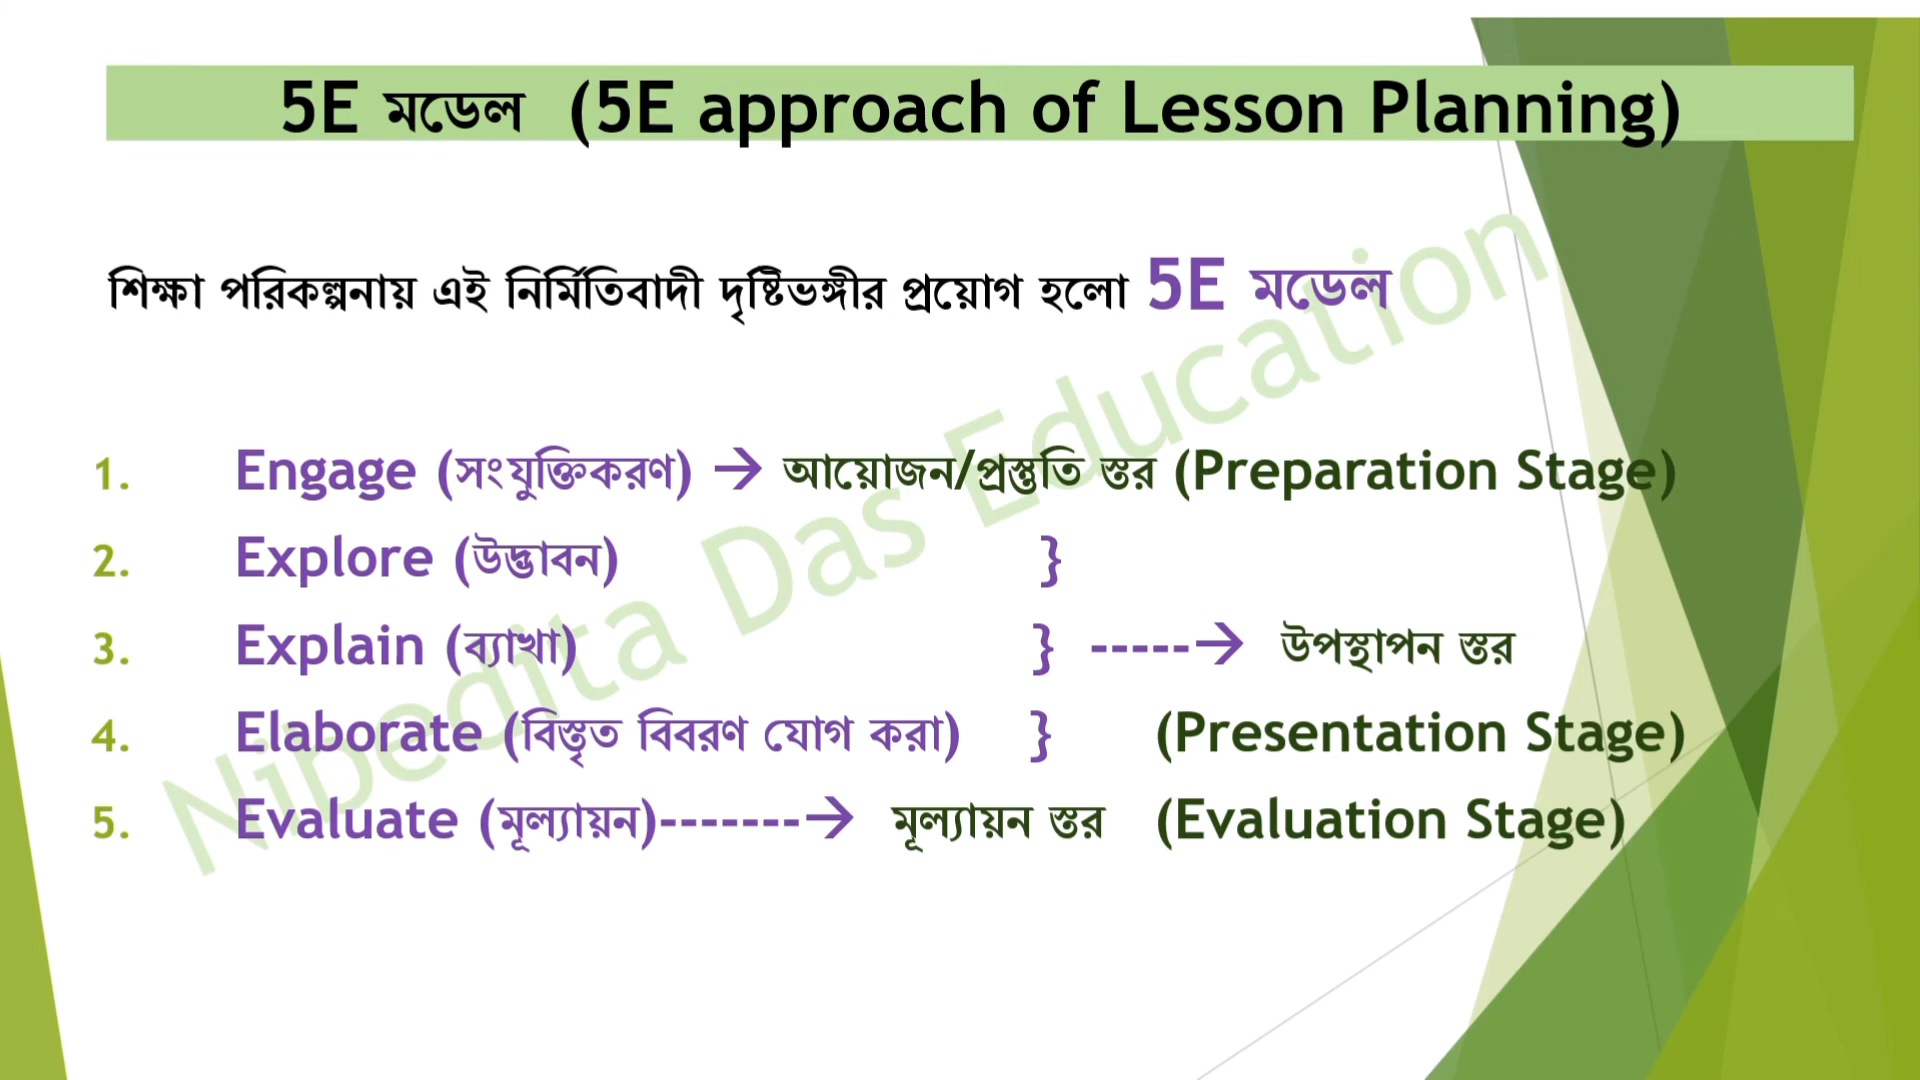 5E মডেল (5E approach of Lesson Planning)
শিক্ষা পরিকল্পনায় এই নির্মিতিবাদী দৃষ্টিভঙ্গীর প্রয়োগ হলো 5E মডেল
1. Engage (সংযুক্তিকরণ) → আয়োজন/প্রস্তুতি স্তর (Preparation Stage)
2. Explore (উদ্ভাবন) }
3. Explain (ব্যাখা) } -----→ উপস্থাপন স্তর
4. Elaborate (বিস্তৃত বিবরণ যোগ করা) } (Presentation Stage)
5. Evaluate (মূল্যায়ন)-------→ মূল্যায়ন স্তর (Evaluation Stage)
Nibedita Das Education